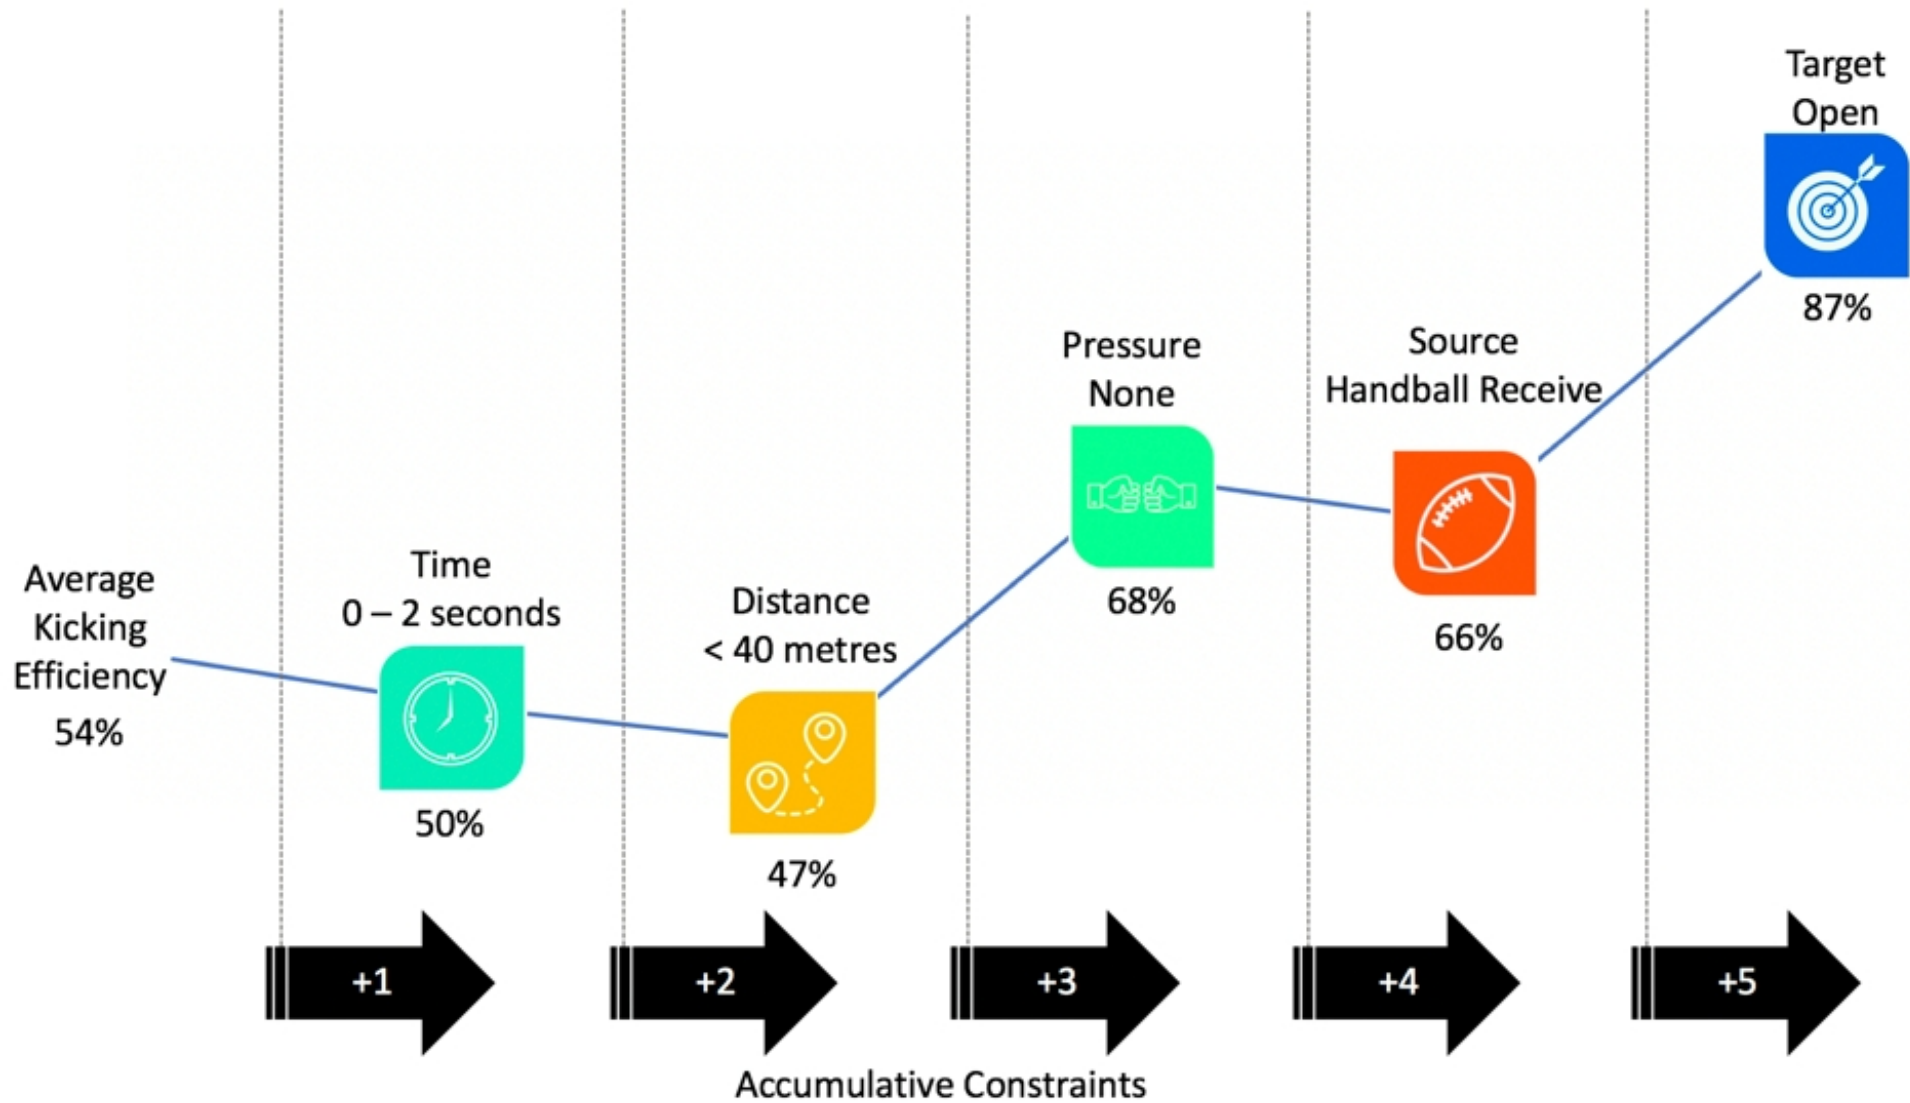 Average
Kicking
Efficiency
54%
Time
0 – 2 seconds
50%
Distance
< 40 metres
47%
Pressure
None
68%
Source
Handball Receive
66%
Target
Open
87%
+1
+2
+3
+4
+5
Accumulative Constraints